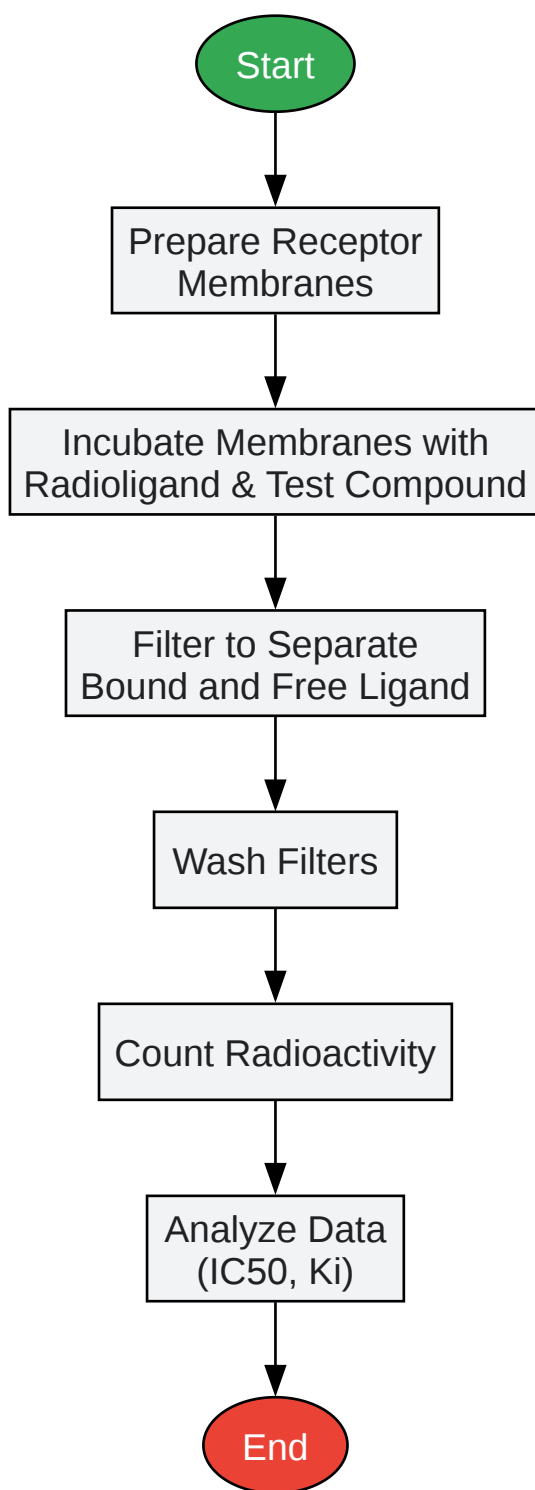 Start
Prepare Receptor
Membranes
Incubate Membranes with
Radioligand & Test Compound
Filter to Separate
Bound and Free Ligand
Wash Filters
Count Radioactivity
Analyze Data
(IC50, Ki)
End